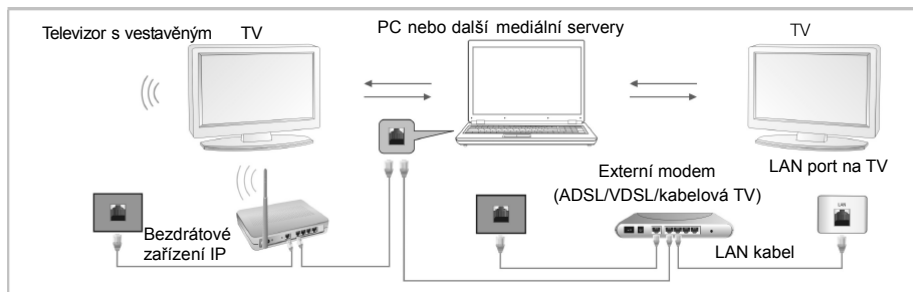 Televizor s vestavěným TV
PC nebo další mediální servery
TV
LAN port na TV
Externí modem
(ADSL/VDSL/kabelová TV)
LAN
Bezdrátové
zařízení IP
LAN kabel